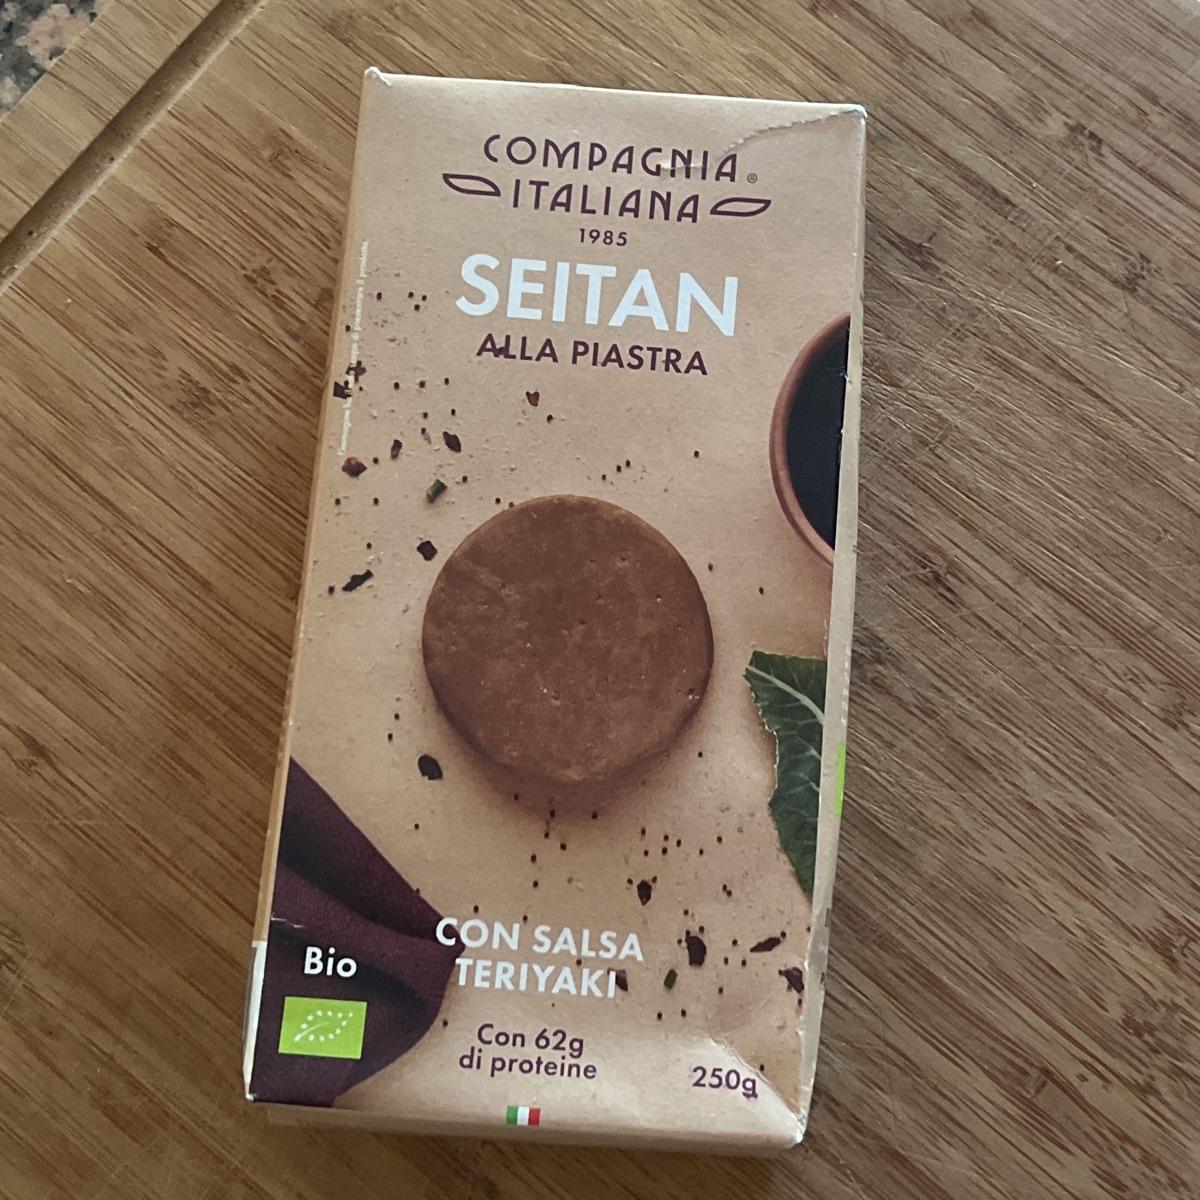 COMPAGNIA®
ITALIANA
1985
SEITAN
ALLA PIASTRA
CON SALSA
TERIYAKI
Bio
Con 62g
di proteine
250g